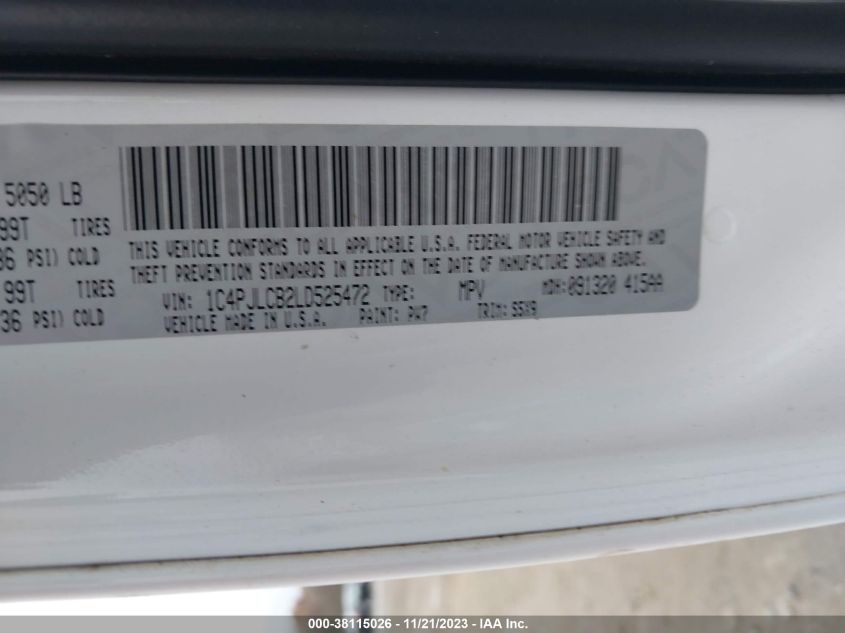 5050 LB
99T TIRES
36 PSI) COLD
99T TIRES
36 PSI) COLD
THIS VEHICLE CONFORMS TO ALL APPLICABLE U.S.A. FEDERAL MOTOR VEHICLE SAFETY AND
THEFT PREVENTION STANDARDS IN EFFECT ON THE DATE OF MANUFACTURE SHOWN ABOVE.
VIN: 1C4PJLCB2LD525472 TYPE: MPV MDH:091320 415AA
VEHICLE MADE IN U.S.A. PAINT: PW7 TRIM: S5X9
000-38115026 - 11/21/2023 - IAA Inc.